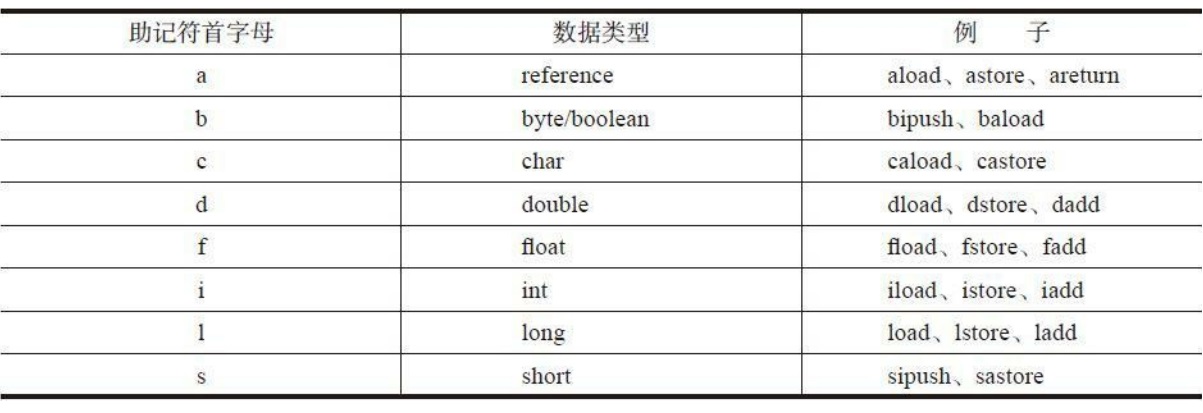 助记符首字母 数据类型 例 子
a reference aload、astore、areturn
b byte/boolean bipush、baload
c char caload、castore
d double dload、dstore、dadd
f float fload、fstore、fadd
i int iload、istore、iadd
l long load、lstore、ladd
s short sipush、sastore